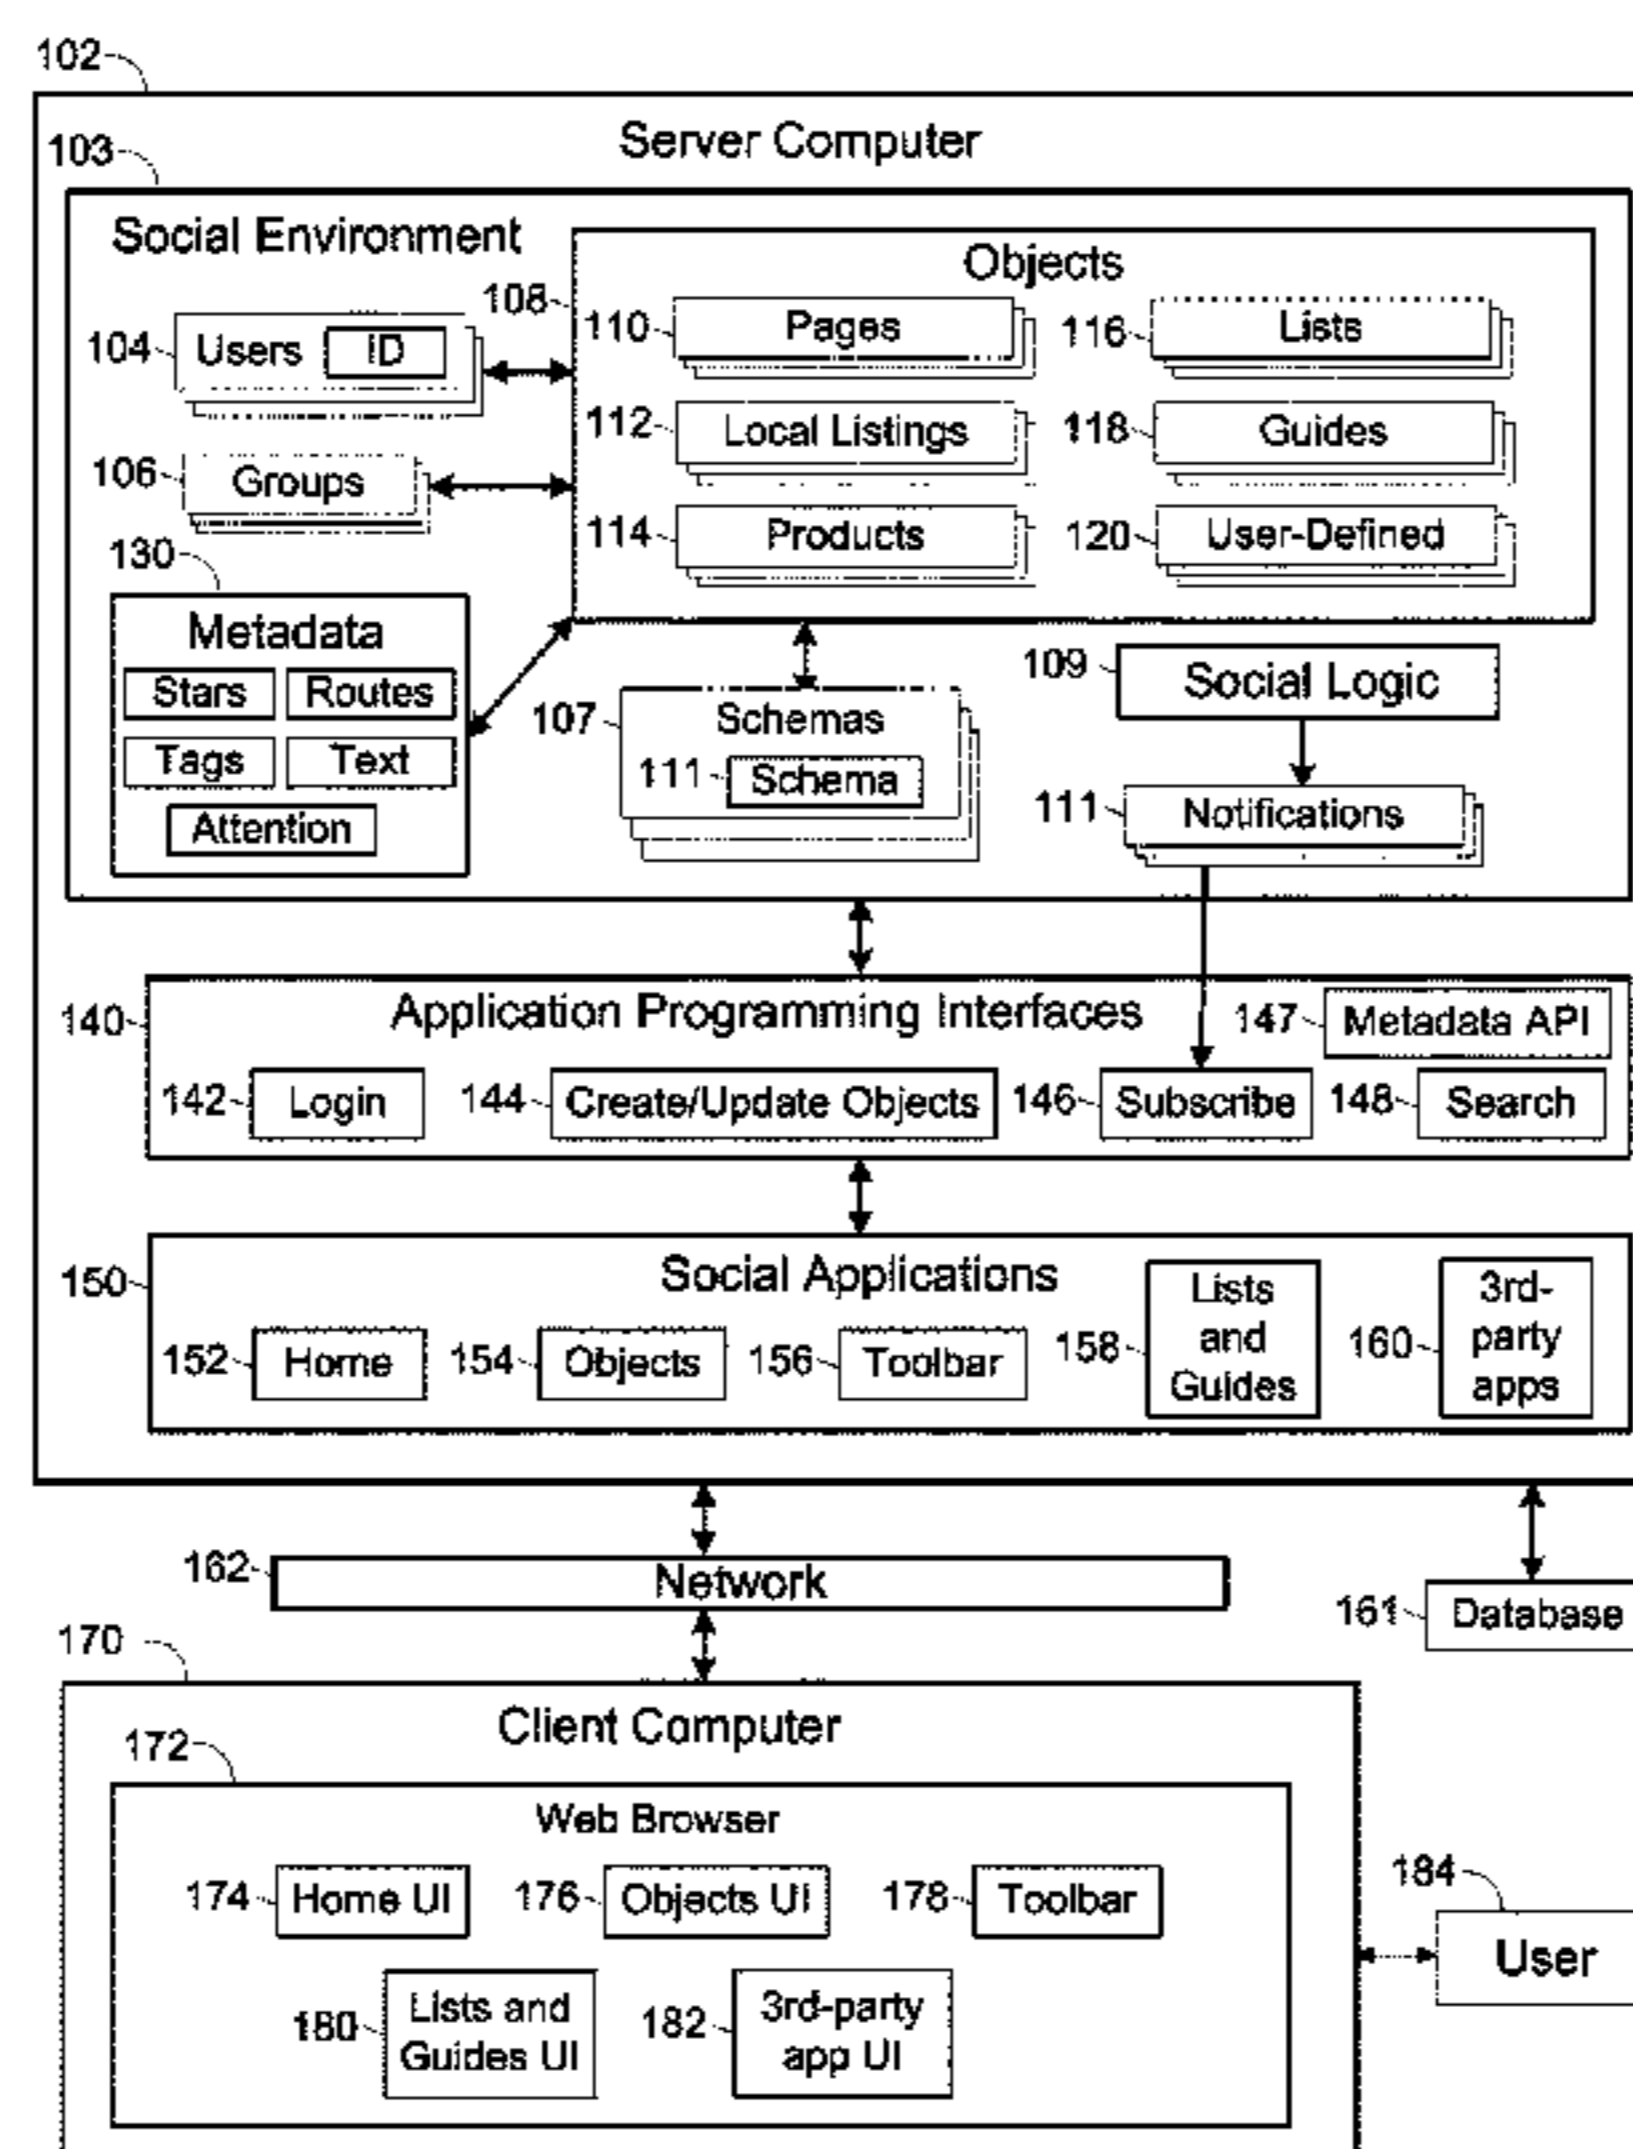 102
Server Computer
103
Social Environment
Objects
108
104 Users ID
110 Pages
116 Lists
112 Local Listings
118 Guides
106 Groups
114 Products
120 User-Defined
130
Metadata
Stars Routes
Tags Text
Attention
107 Schemas
111 Schema
109 Social Logic
111 Notifications
140 Application Programming Interfaces
147 Metadata API
142 Login
144 Create/Update Objects
146 Subscribe
148 Search
150 Social Applications
152 Home
154 Objects
156 Toolbar
158 Lists
and
Guides
160 3rd-
party
apps
162 Network
161 Database
170
Client Computer
172
Web Browser
174 Home UI
176 Objects UI
178 Toolbar
184
User
180 Lists and
Guides UI
182 3rd-party
app UI